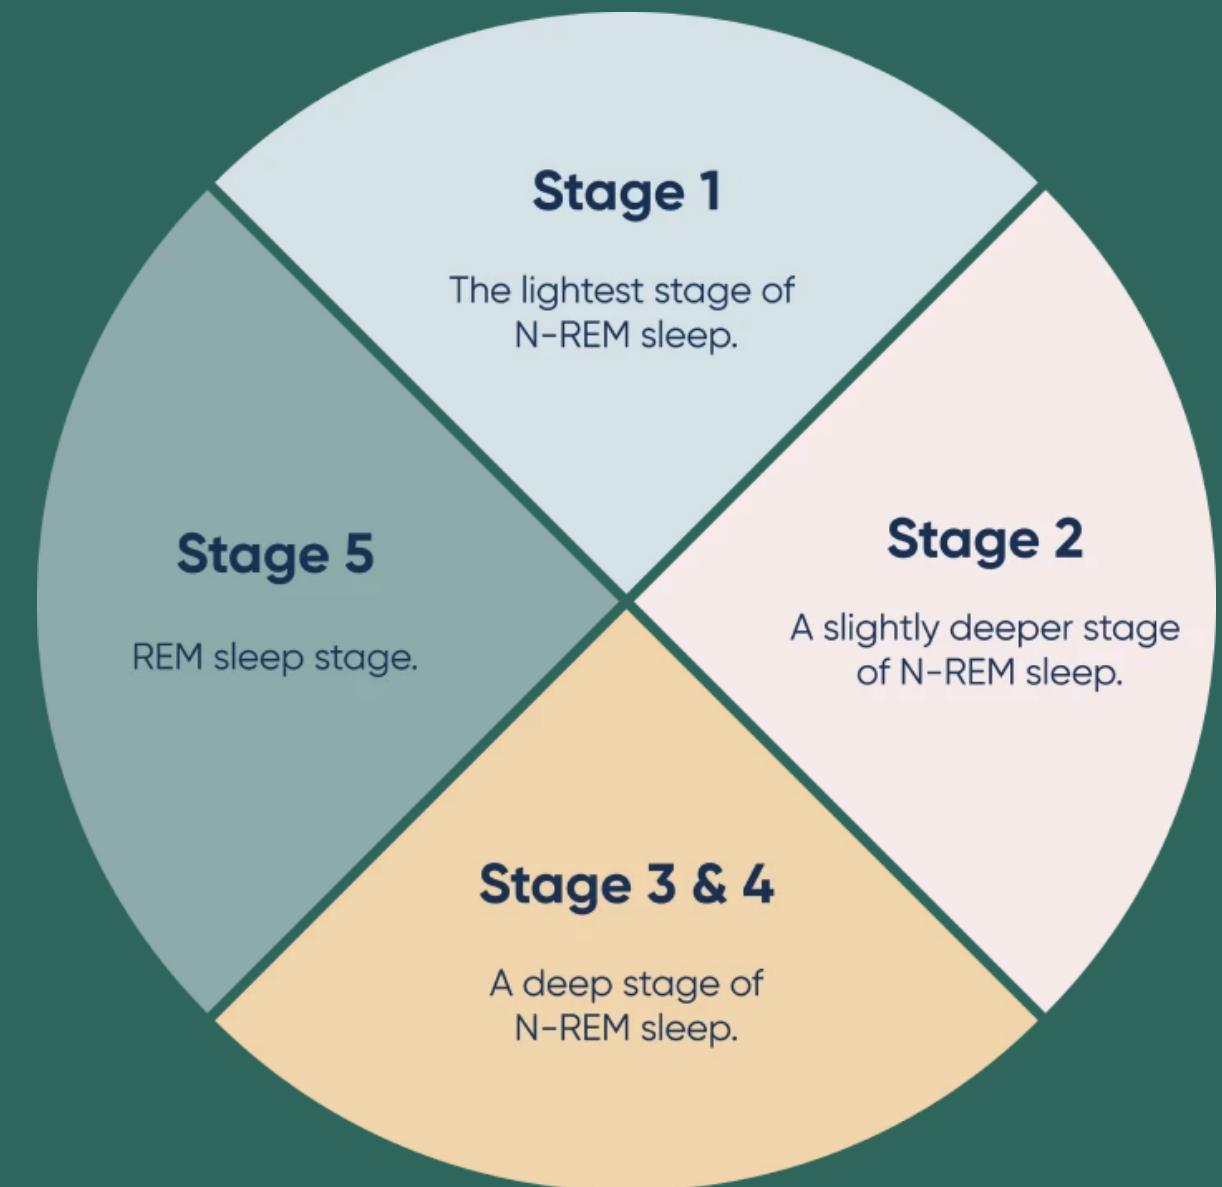 Stage 1
The lightest stage of
N-REM sleep.
Stage 2
A slightly deeper stage
of N-REM sleep.
Stage 3 & 4
A deep stage of
N-REM sleep.
Stage 5
REM sleep stage.